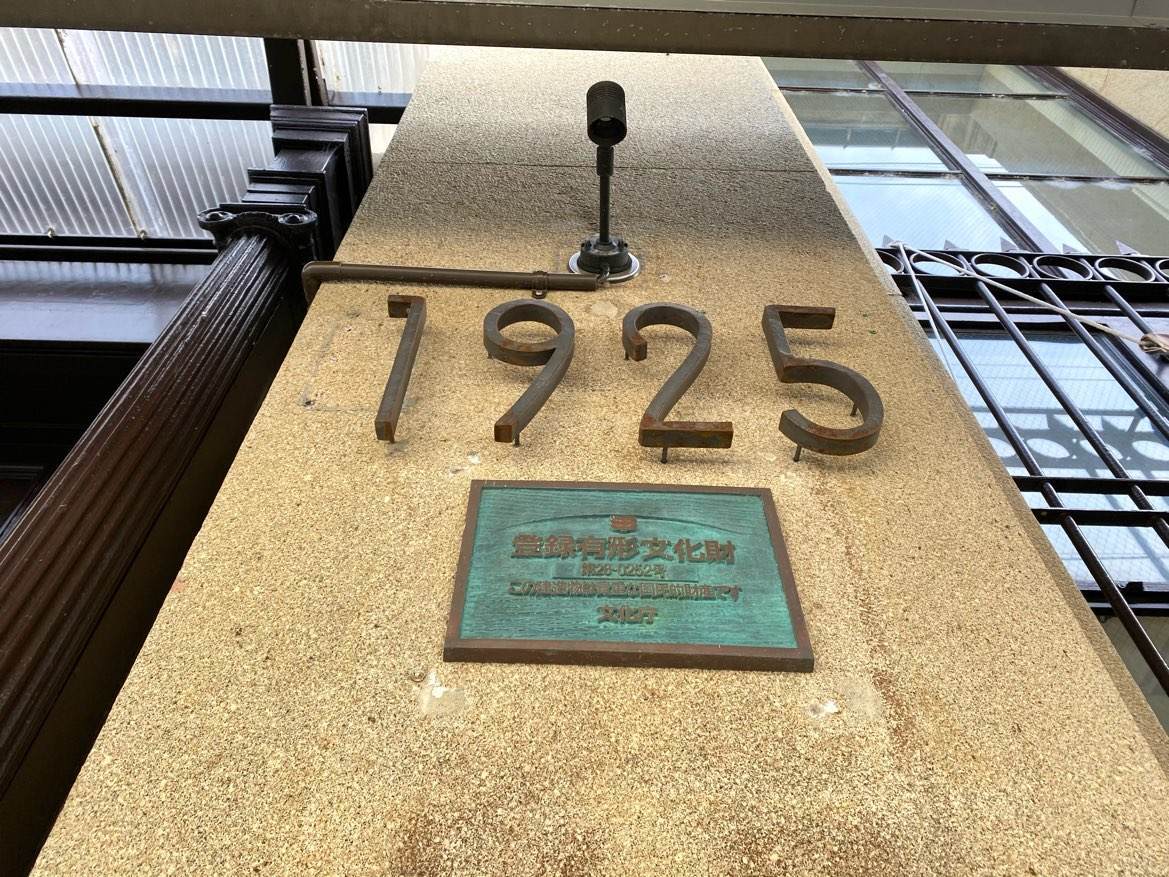 1925
登録有形文化財
第26-0252号
この建造物は貴重な国民的財産です
文化庁